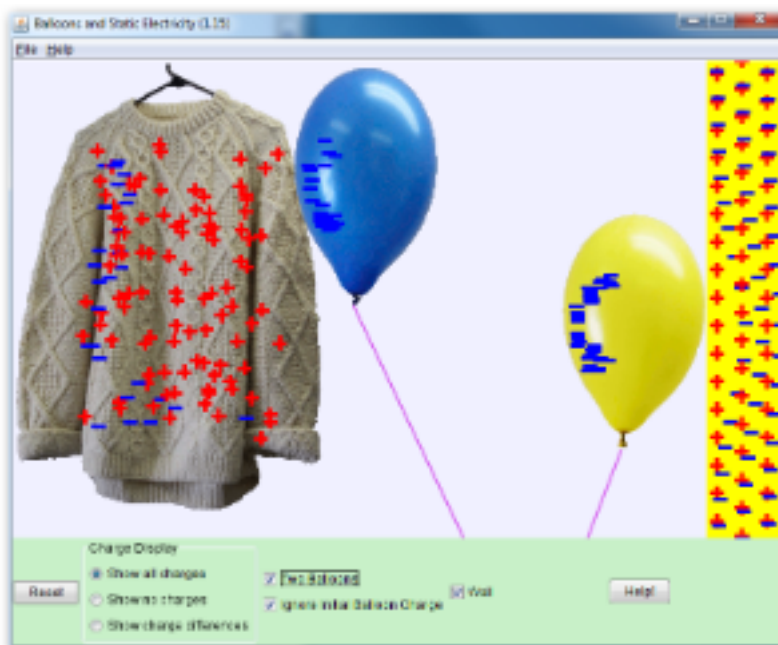 Balloons and Static Electricity (1.15)
File Help
Charge Display
Show all charges
Show no charges
Show charge differences
Reset
Two Balloons
Ignore Initial Balloon Charge
Wall
Help!